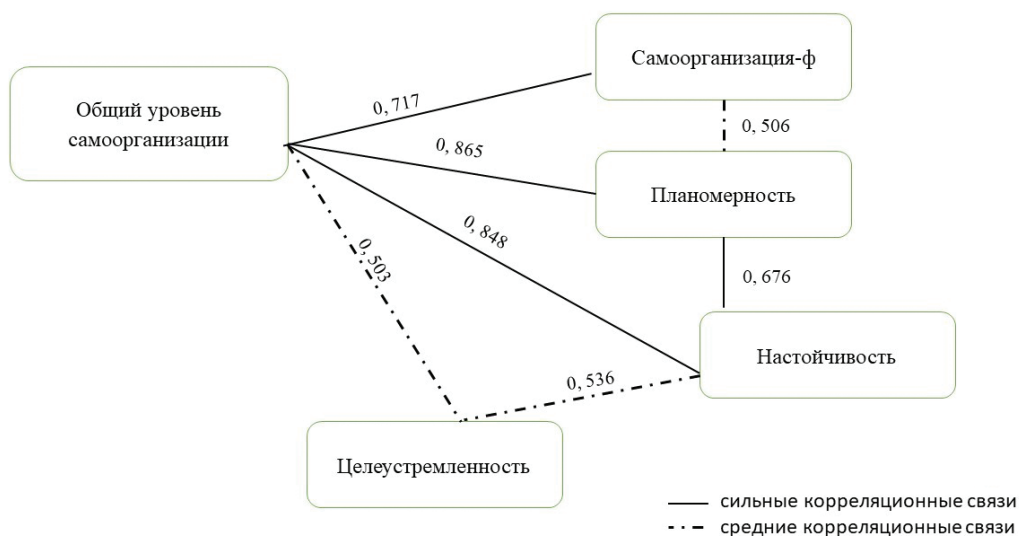 Самоорганизация-ф
Общий уровень
самоорганизации
0, 717
0, 506
0, 865
Планомерность
0, 848
0, 503
0, 676
Настойчивость
0, 536
Целеустремленность
сильные корреляционные связи
средние корреляционные связи